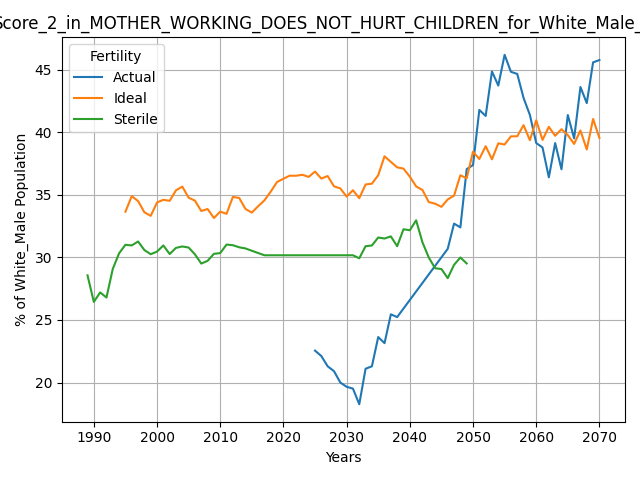 Score_2_in_MOTHER_WORKING_DOES_NOT_HURT_CHILDREN_for_White_Male_
Fertility
Actual
Ideal
Sterile
% of White_Male Population
45
40
35
30
25
20
1990 2000 2010 2020 2030 2040 2050 2060 2070
Years